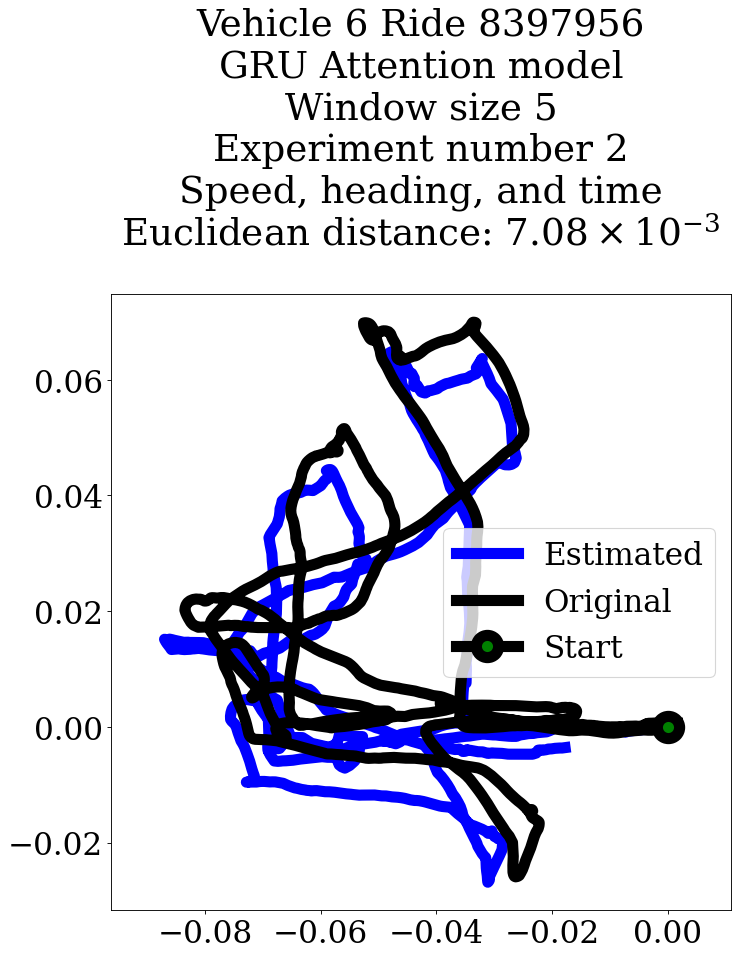 Vehicle 6 Ride 8397956
GRU Attention model
Window size 5
Experiment number 2
Speed, heading, and time
Euclidean distance: 7.08 × 10⁻³
0.06
0.04
0.02
0.00
−0.02
Estimated
Original
Start
−0.08 −0.06 −0.04 −0.02 0.00